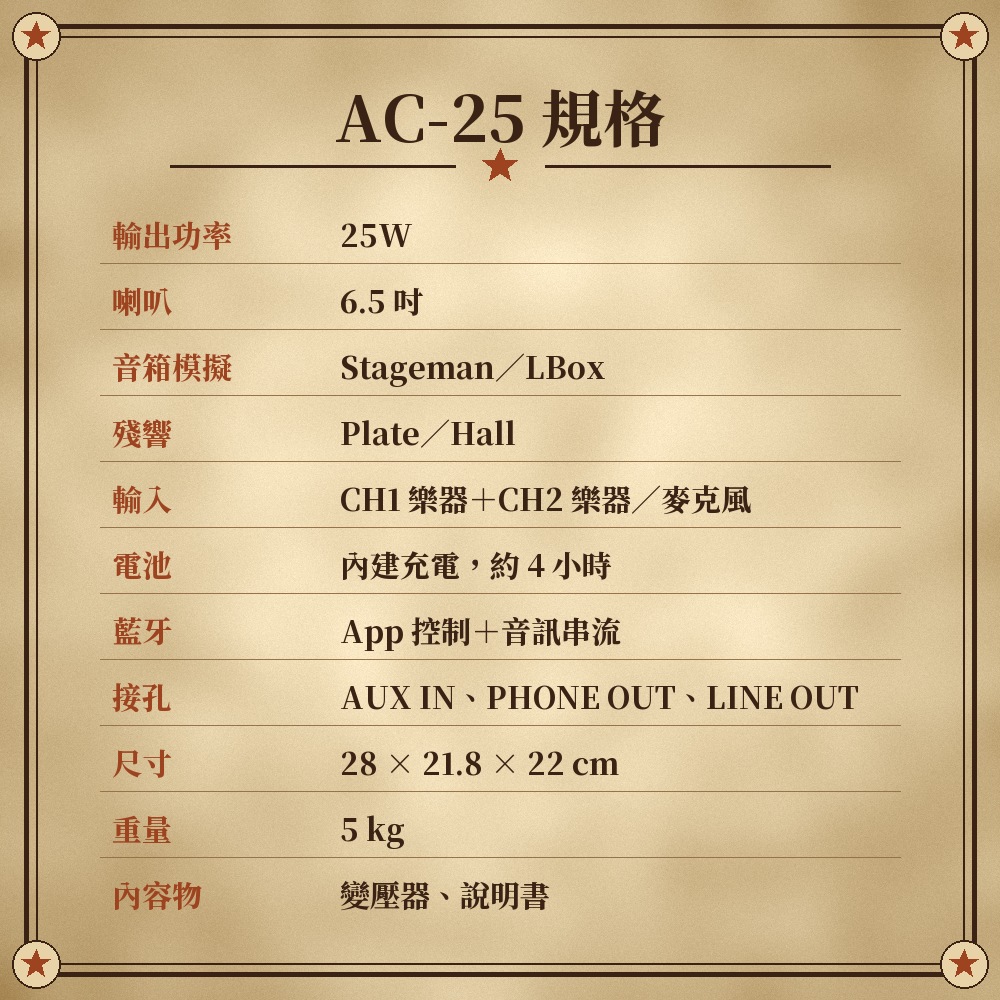 AC-25 規格
輸出功率 25W
喇叭 6.5 吋
音箱模擬 Stageman／LBox
殘響 Plate／Hall
輸入 CH1 樂器＋CH2 樂器／麥克風
電池 內建充電，約 4 小時
藍牙 App 控制＋音訊串流
接孔 AUX IN、PHONE OUT、LINE OUT
尺寸 28 × 21.8 × 22 cm
重量 5 kg
內容物 變壓器、說明書